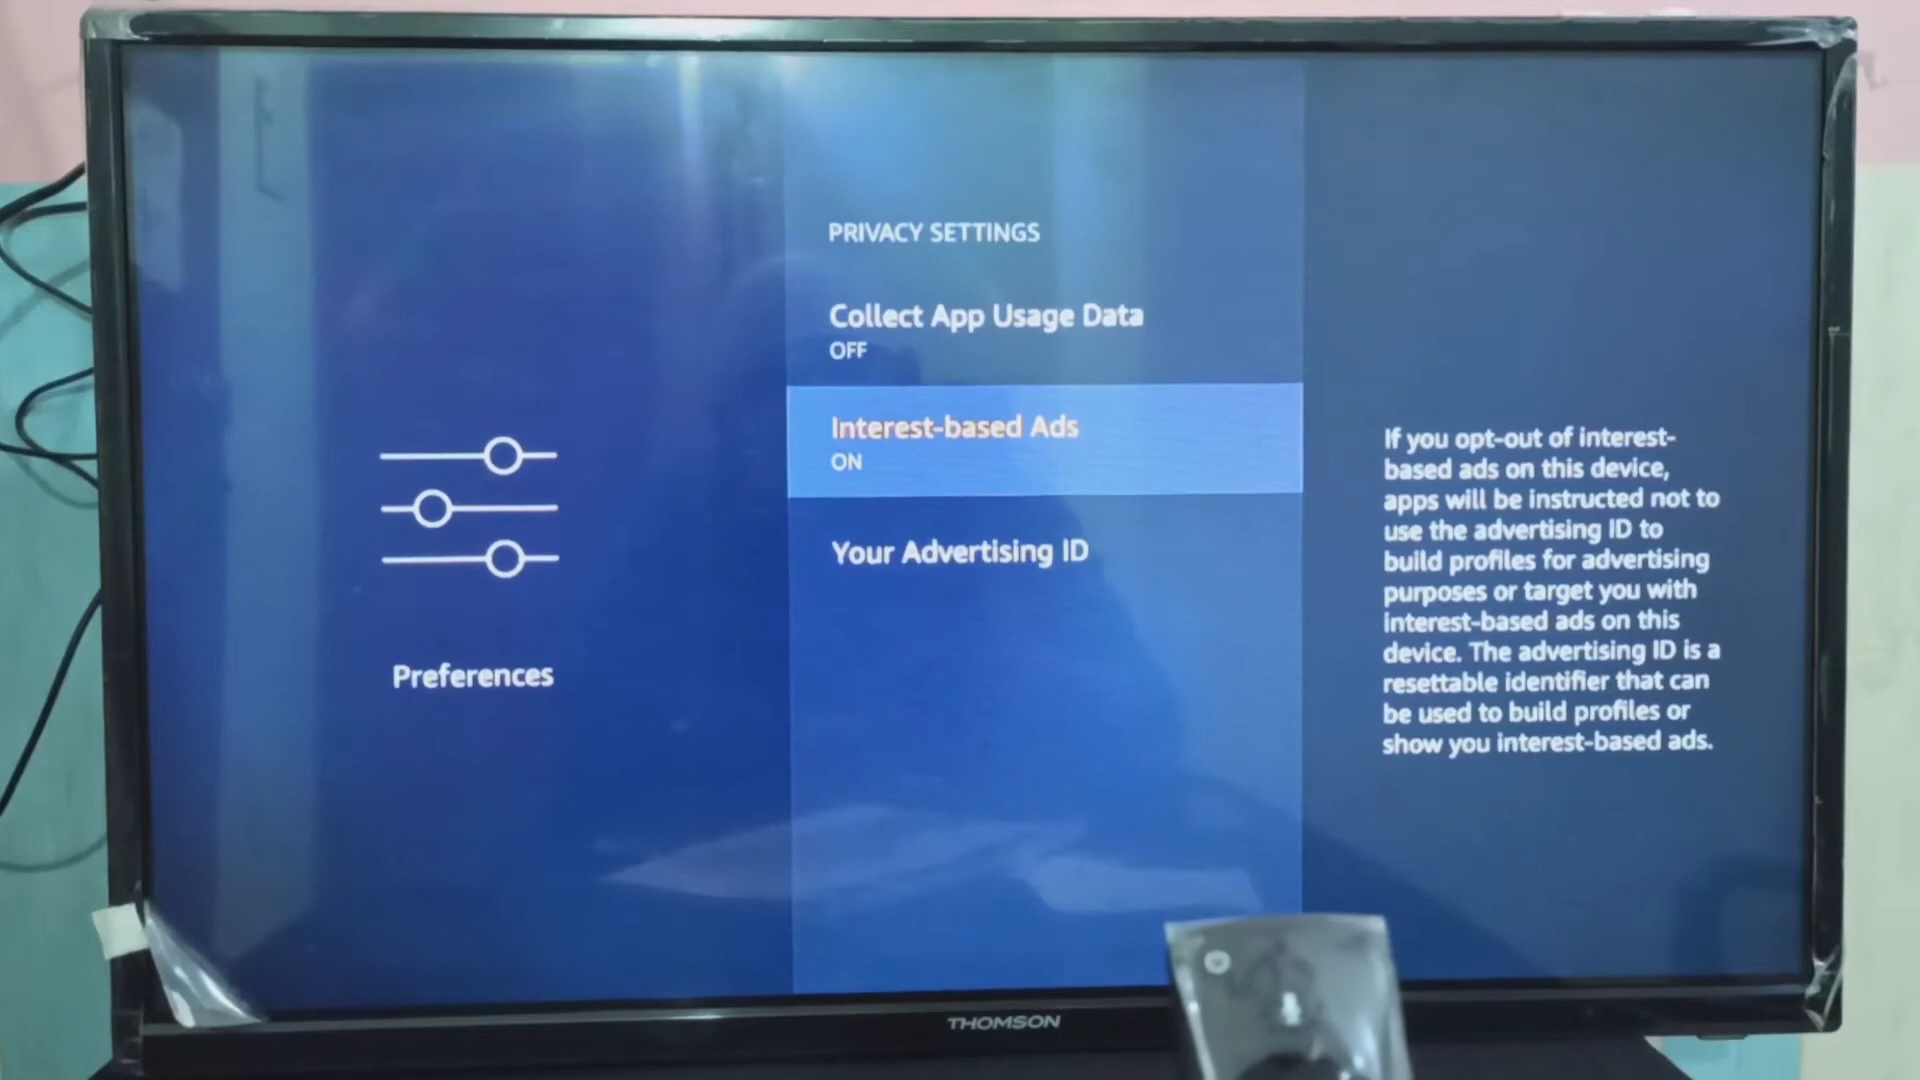 PRIVACY SETTINGS
Collect App Usage Data
OFF
Interest-based Ads
ON
Your Advertising ID
Preferences
If you opt-out of interest-
based ads on this device,
apps will be instructed not to
use the advertising ID to
build profiles for advertising
purposes or target you with
interest-based ads on this
device. The advertising ID is a
resettable identifier that can
be used to build profiles or
show you interest-based ads.
THOMSON